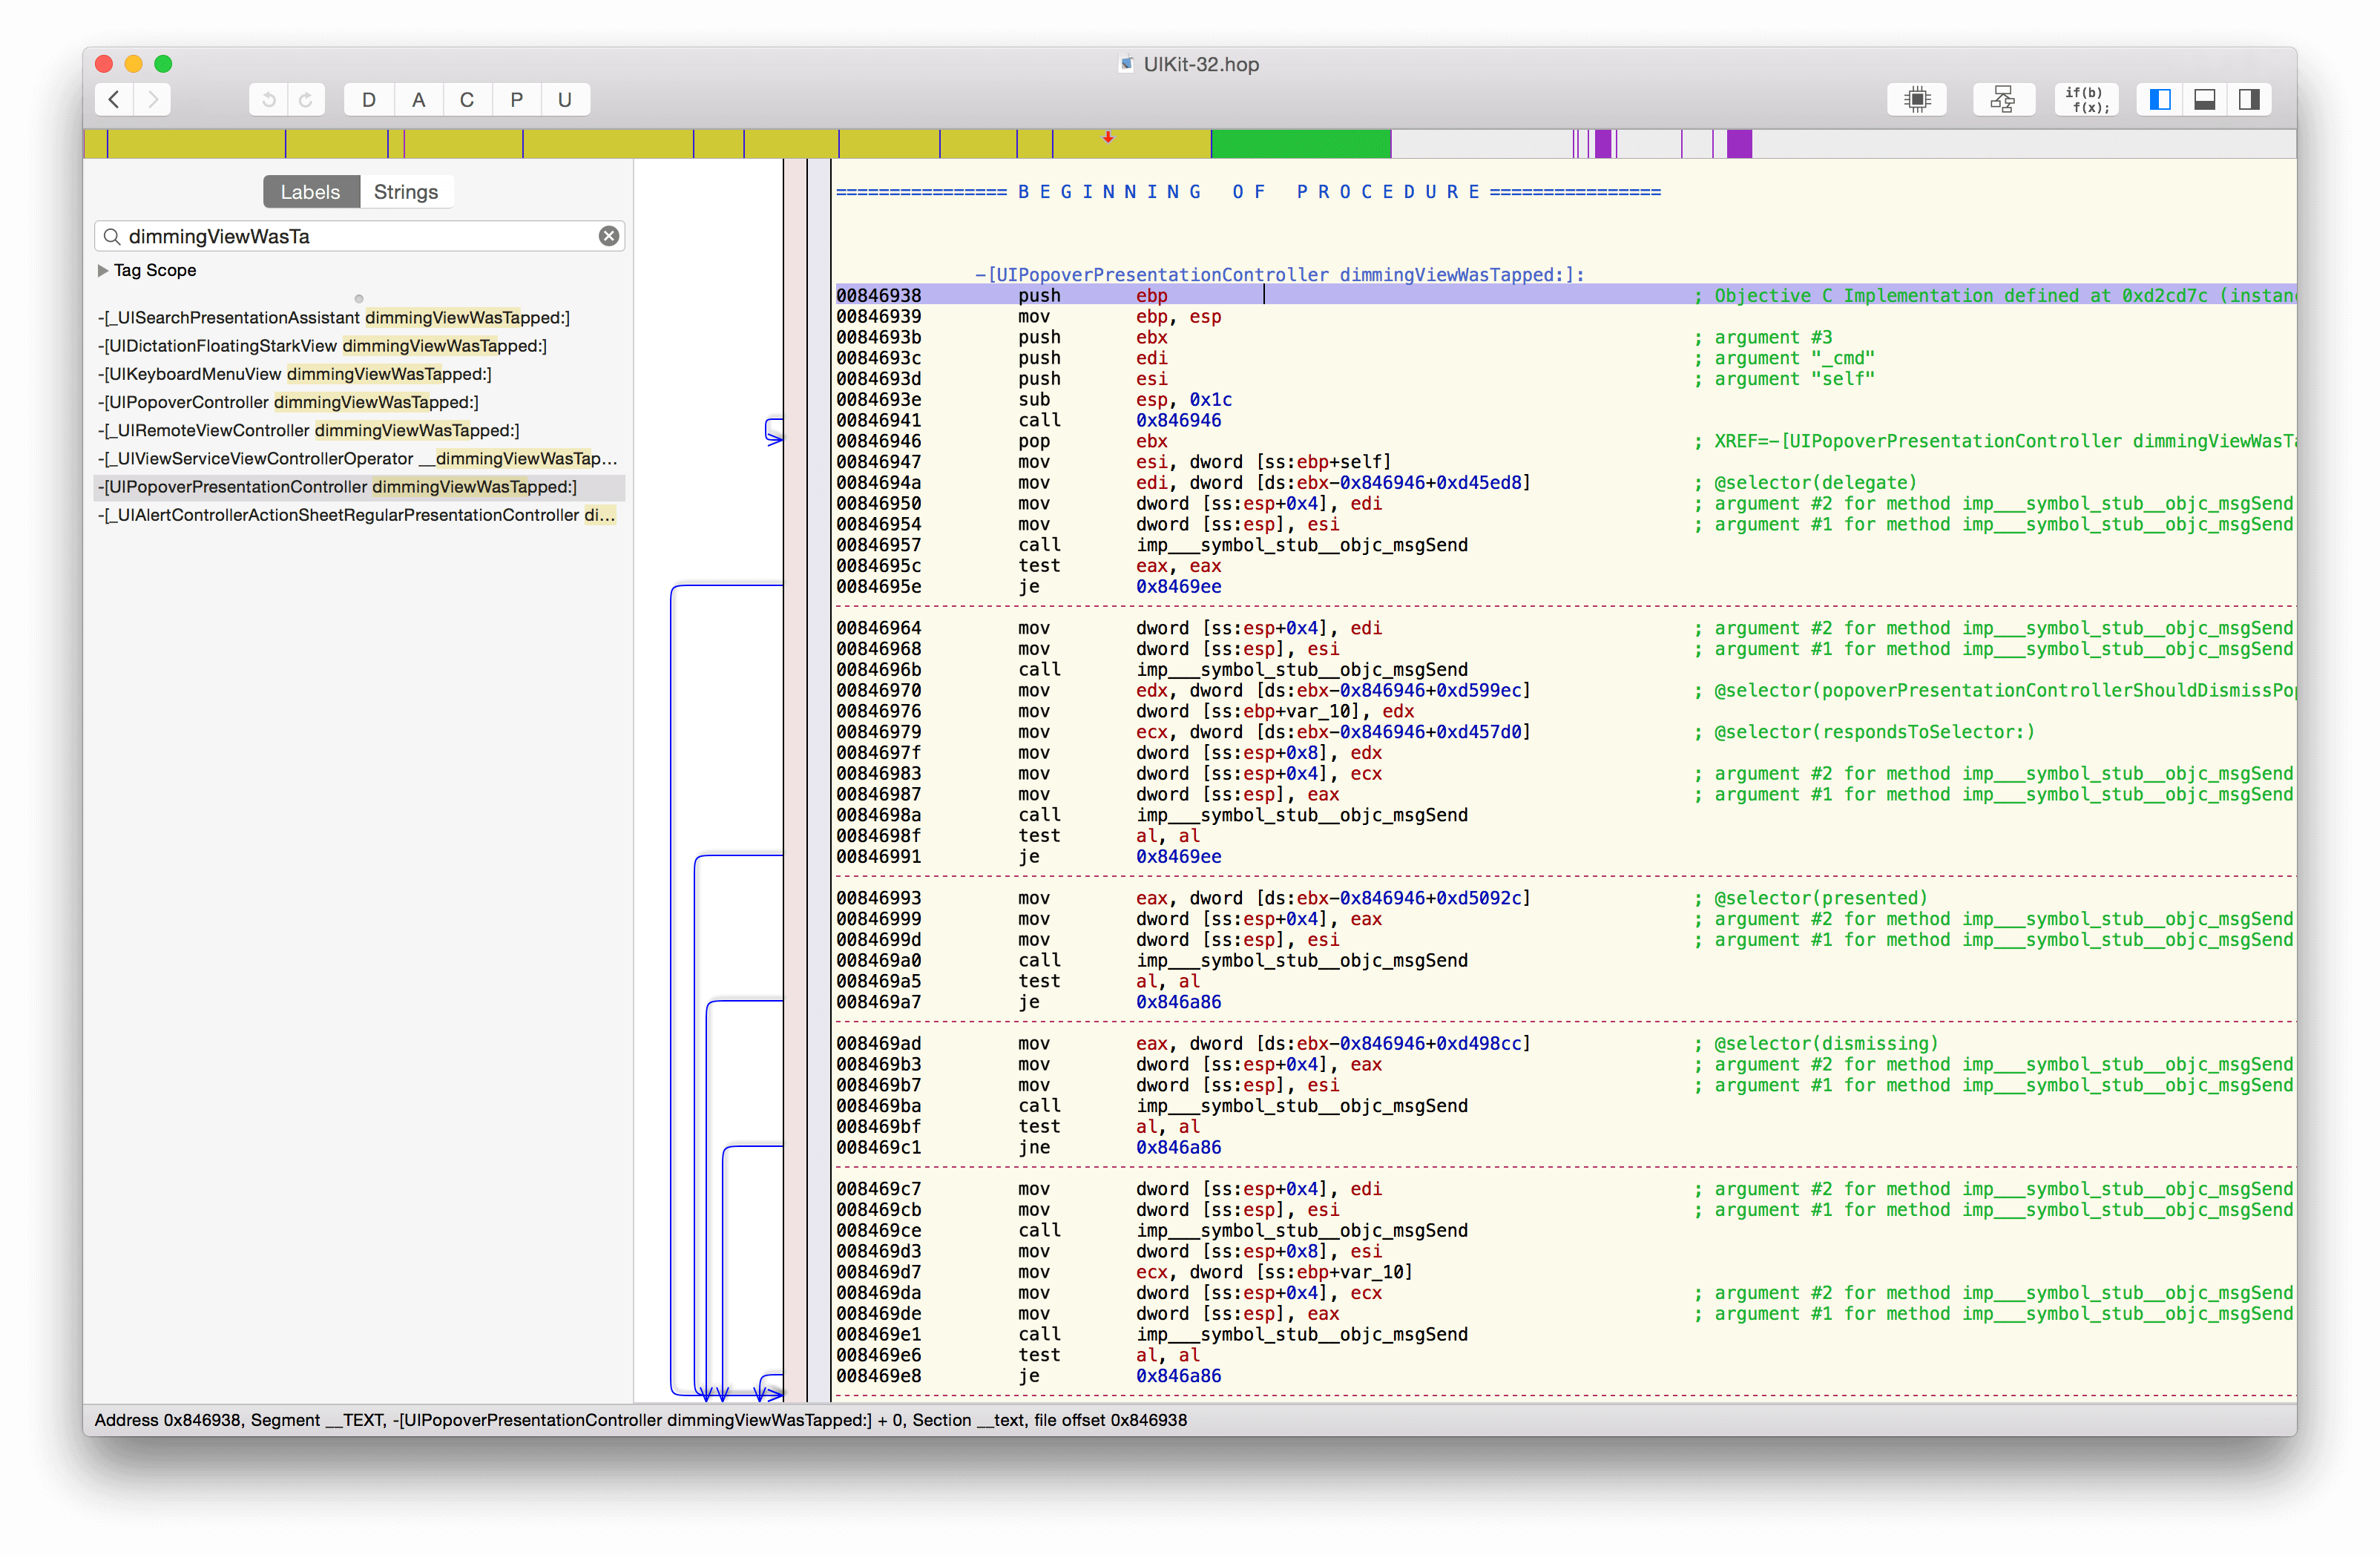 UIKit-32.hop
D A C P U
if(b)
f(x);
Labels Strings
dimmingViewWasTa
Tag Scope
-[_UISearchPresentationAssistant dimmingViewWasTapped:]
-[UIDictationFloatingStarkView dimmingViewWasTapped:]
-[UIKeyboardMenuView dimmingViewWasTapped:]
-[UIPopoverController dimmingViewWasTapped:]
-[_UIRemoteViewController dimmingViewWasTapped:]
-[_UIViewServiceViewControllerOperator __dimmingViewWasTap...
-[UIPopoverPresentationController dimmingViewWasTapped:]
-[_UIAlertControllerActionSheetRegularPresentationController di...
================ B E G I N N I N G   O F   P R O C E D U R E ================
-[UIPopoverPresentationController dimmingViewWasTapped:]:
00846938 push ebp ; Objective C Implementation defined at 0xd2cd7c (instan
00846939 mov ebp, esp
0084693b push ebx ; argument #3
0084693c push edi ; argument "_cmd"
0084693d push esi ; argument "self"
0084693e sub esp, 0x1c
00846941 call 0x846946
00846946 pop ebx ; XREF=-[UIPopoverPresentationController dimmingViewWasTa
00846947 mov esi, dword [ss:ebp+self]
0084694a mov edi, dword [ds:ebx-0x846946+0xd45ed8] ; @selector(delegate)
00846950 mov dword [ss:esp+0x4], edi ; argument #2 for method imp___symbol_stub__objc_msgSend
00846954 mov dword [ss:esp], esi ; argument #1 for method imp___symbol_stub__objc_msgSend
00846957 call imp___symbol_stub__objc_msgSend
0084695c test eax, eax
0084695e je 0x8469ee
00846964 mov dword [ss:esp+0x4], edi ; argument #2 for method imp___symbol_stub__objc_msgSend
00846968 mov dword [ss:esp], esi ; argument #1 for method imp___symbol_stub__objc_msgSend
0084696b call imp___symbol_stub__objc_msgSend
00846970 mov edx, dword [ds:ebx-0x846946+0xd599ec] ; @selector(popoverPresentationControllerShouldDismissPop
00846976 mov dword [ss:ebp+var_10], edx
00846979 mov ecx, dword [ds:ebx-0x846946+0xd457d0] ; @selector(respondsToSelector:)
0084697f mov dword [ss:esp+0x8], edx
00846983 mov dword [ss:esp+0x4], ecx ; argument #2 for method imp___symbol_stub__objc_msgSend
00846987 mov dword [ss:esp], eax ; argument #1 for method imp___symbol_stub__objc_msgSend
0084698a call imp___symbol_stub__objc_msgSend
0084698f test al, al
00846991 je 0x8469ee
00846993 mov eax, dword [ds:ebx-0x846946+0xd5092c] ; @selector(presented)
00846999 mov dword [ss:esp+0x4], eax ; argument #2 for method imp___symbol_stub__objc_msgSend
0084699d mov dword [ss:esp], esi ; argument #1 for method imp___symbol_stub__objc_msgSend
008469a0 call imp___symbol_stub__objc_msgSend
008469a5 test al, al
008469a7 je 0x846a86
008469ad mov eax, dword [ds:ebx-0x846946+0xd498cc] ; @selector(dismissing)
008469b3 mov dword [ss:esp+0x4], eax ; argument #2 for method imp___symbol_stub__objc_msgSend
008469b7 mov dword [ss:esp], esi ; argument #1 for method imp___symbol_stub__objc_msgSend
008469ba call imp___symbol_stub__objc_msgSend
008469bf test al, al
008469c1 jne 0x846a86
008469c7 mov dword [ss:esp+0x4], edi ; argument #2 for method imp___symbol_stub__objc_msgSend
008469cb mov dword [ss:esp], esi ; argument #1 for method imp___symbol_stub__objc_msgSend
008469ce call imp___symbol_stub__objc_msgSend
008469d3 mov dword [ss:esp+0x8], esi
008469d7 mov ecx, dword [ss:ebp+var_10]
008469da mov dword [ss:esp+0x4], ecx ; argument #2 for method imp___symbol_stub__objc_msgSend
008469de mov dword [ss:esp], eax ; argument #1 for method imp___symbol_stub__objc_msgSend
008469e1 call imp___symbol_stub__objc_msgSend
008469e6 test al, al
008469e8 je 0x846a86
Address 0x846938, Segment __TEXT, -[UIPopoverPresentationController dimmingViewWasTapped:] + 0, Section __text, file offset 0x846938